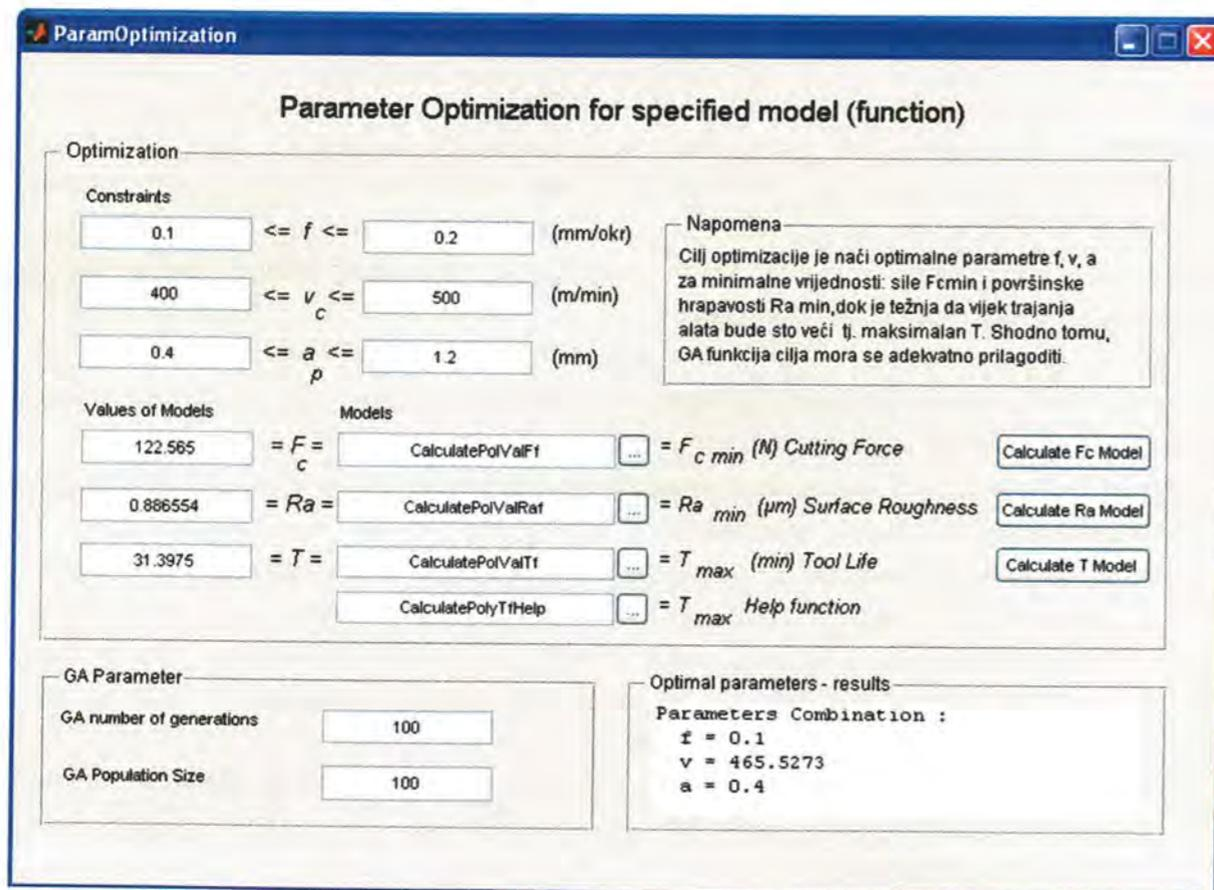 ParamOptimization
Parameter Optimization for specified model (function)
Optimization
Constraints
0.1 <= f <= 0.2 (mm/okr)
400 <= v c <= 500 (m/min)
0.4 <= a p <= 1.2 (mm)
Napomena
Cilj optimizacije je naći optimalne parametre f, v, a
za minimalne vrijednosti: sile Fcmin i površinske
hrapavosti Ra min,dok je težnja da vijek trajanja
alata bude sto veći tj. maksimalan T. Shodno tomu,
GA funkcija cilja mora se adekvatno prilagoditi.
Values of Models Models
122.565 = F c = CalculatePolValFf ... = F c min (N) Cutting Force Calculate Fc Model
0.886554 = Ra = CalculatePolValRaf ... = Ra min (µm) Surface Roughness Calculate Ra Model
31.3975 = T = CalculatePolValTf ... = T max (min) Tool Life Calculate T Model
CalculatePolyTfHelp ... = T max Help function
GA Parameter
GA number of generations 100
GA Population Size 100
Optimal parameters - results
Parameters Combination :
f = 0.1
v = 465.5273
a = 0.4